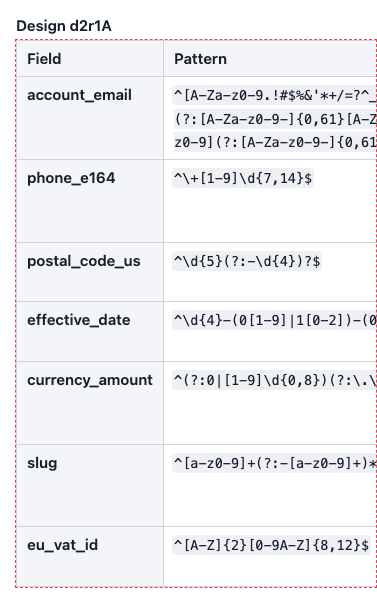 Design d2r1A
Field Pattern
account_email ^[A-Za-z0-9.!#$%&'*+/=?^_
(?:[A-Za-z0-9-]{0,61}[A-Z
z0-9](?:[A-Za-z0-9-]{0,61
phone_e164 ^\+[1-9]\d{7,14}$
postal_code_us ^\d{5}(?:-\d{4})?$
effective_date ^\d{4}-(0[1-9]|1[0-2])-(0
currency_amount ^(?:0|[1-9]\d{0,8})(?:\.\
slug ^[a-z0-9]+(?:-[a-z0-9]+)*
eu_vat_id ^[A-Z]{2}[0-9A-Z]{8,12}$